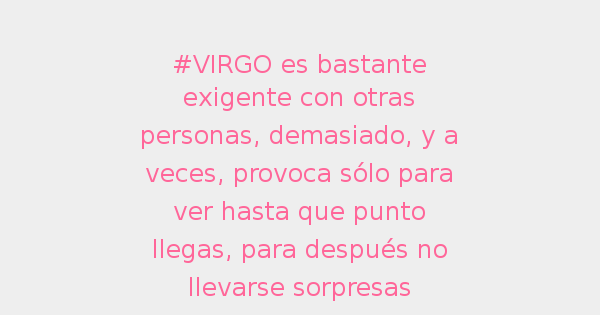 #VIRGO es bastante
exigente con otras
personas, demasiado, y a
veces, provoca sólo para
ver hasta que punto
llegas, para después no
llevarse sorpresas